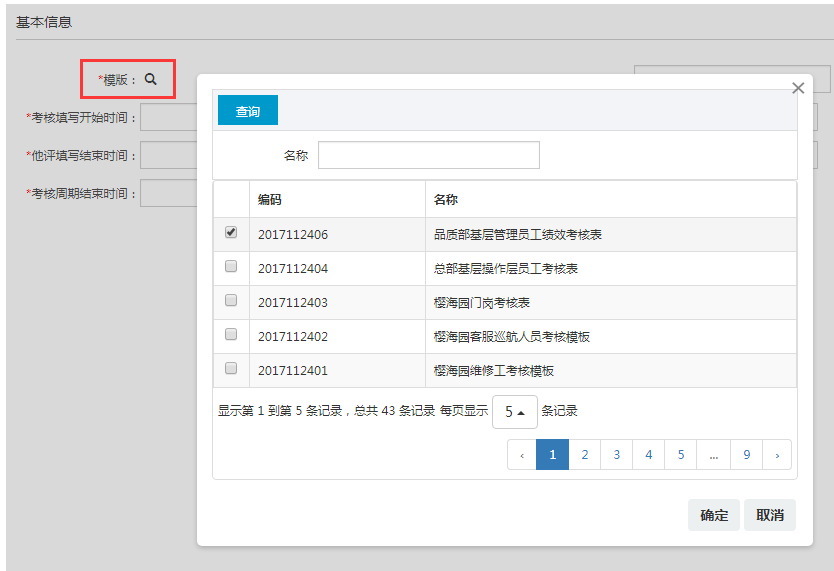 基本信息
*模版：
*考核填写开始时间：
*他评填写结束时间：
*考核周期结束时间：
查询
名称
编码 名称
2017112406 品质部基层管理员工绩效考核表
2017112404 总部基层操作层员工考核表
2017112403 樱海园门岗考核表
2017112402 樱海园客服巡航人员考核模板
2017112401 樱海园维修工考核模板
显示第 1 到第 5 条记录，总共 43 条记录 每页显示 5 条记录
‹ 1 2 3 4 5 ... 9 ›
确定 取消